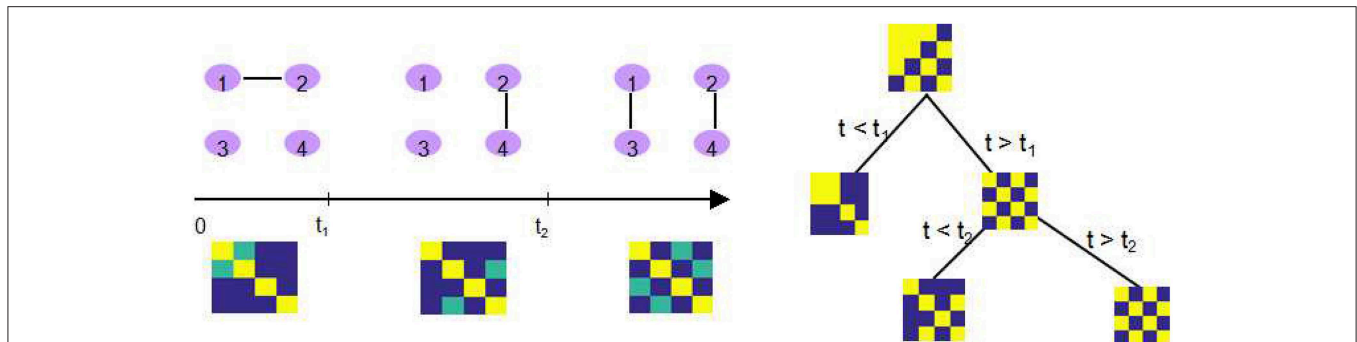 1 2 1 2 1 2
3 4 3 4 3 4
0 t₁ t₂
t < t₁ t > t₁
t < t₂ t > t₂